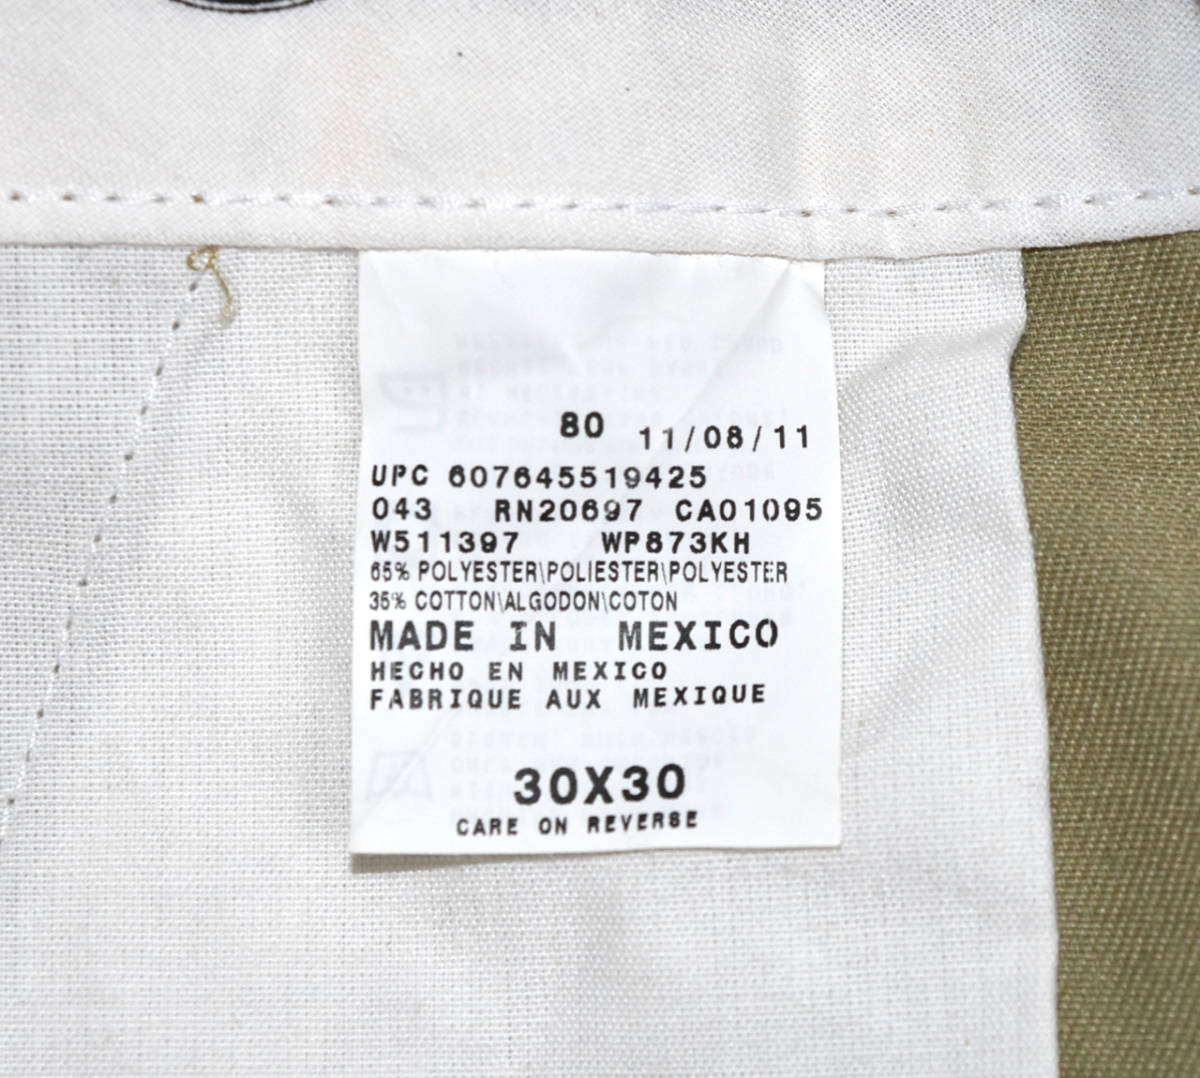 80 11/08/11
UPC 607645519425
043 RN20697 CA01095
W511397 WP873KH
65% POLYESTER\POLIESTER\POLYESTER
35% COTTON\ALGODON\COTON
MADE IN MEXICO
HECHO EN MEXICO
FABRIQUE AUX MEXIQUE
30X30
CARE ON REVERSE